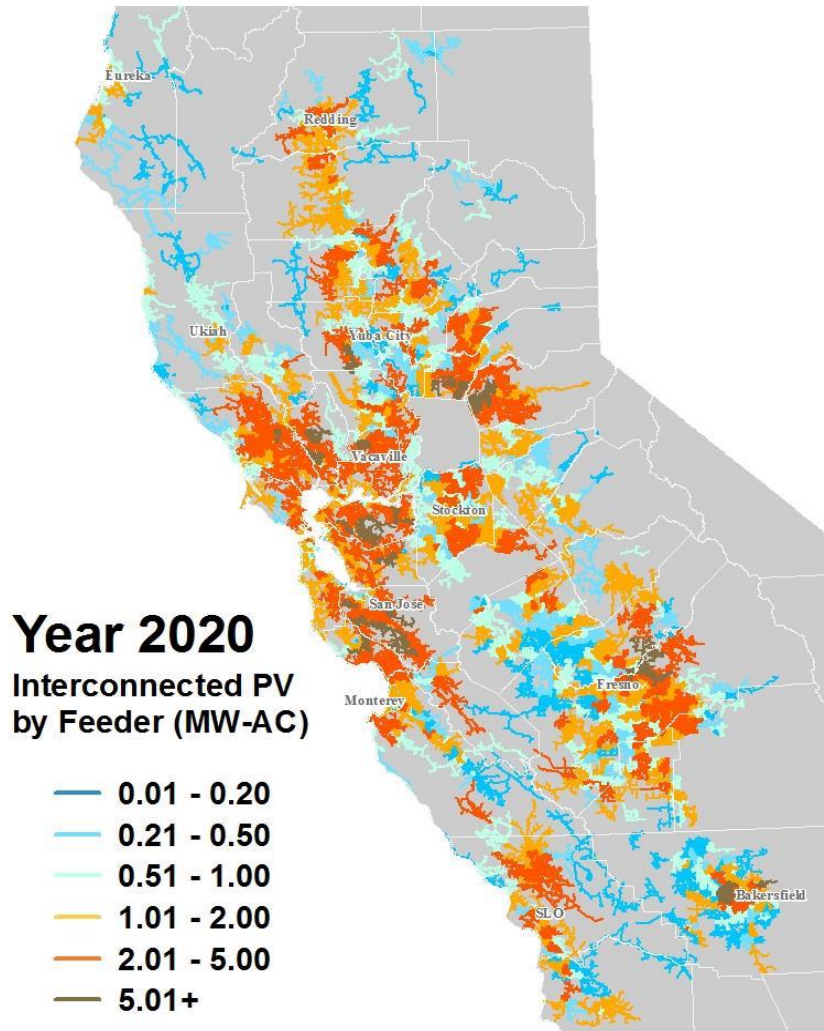 Eureka
Redding
Ukiah
Yuba City
Vacaville
Stockton
San Jose
Fresno
Monterey
SLO
Bakersfield
Year 2020
Interconnected PV
by Feeder (MW-AC)
0.01 - 0.20
0.21 - 0.50
0.51 - 1.00
1.01 - 2.00
2.01 - 5.00
5.01+